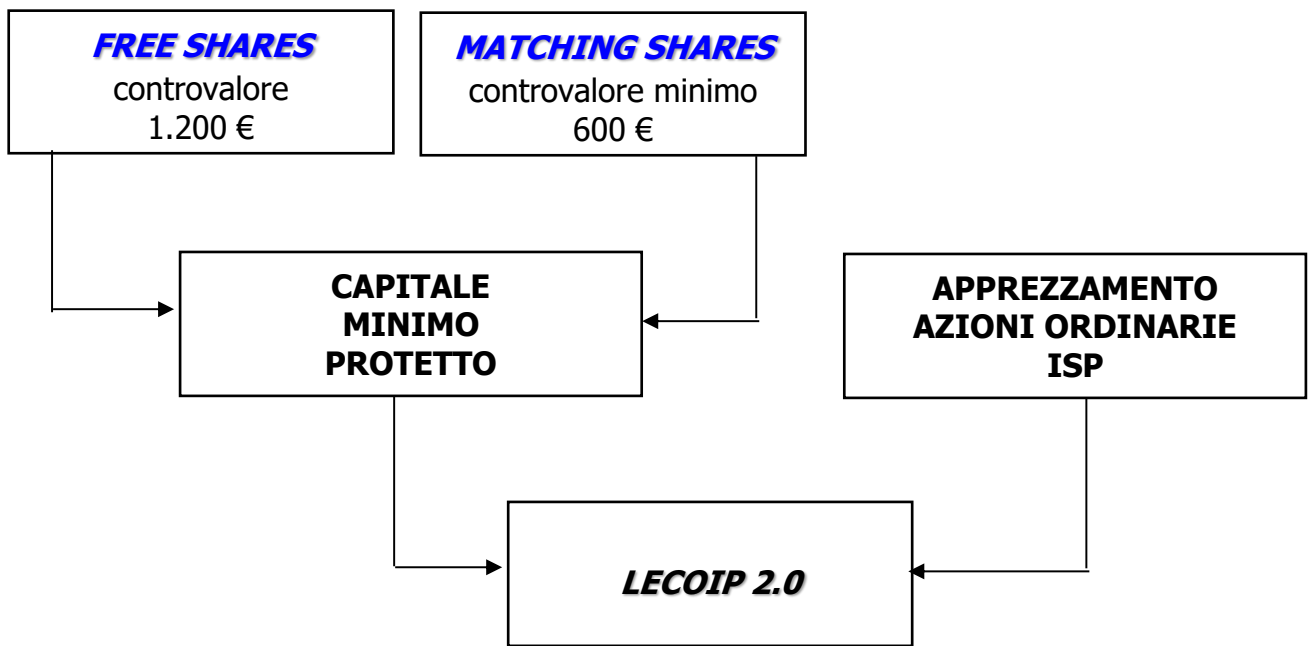 FREE SHARES
controvalore
1.200 €
MATCHING SHARES
controvalore minimo
600 €
CAPITALE
MINIMO
PROTETTO
APPREZZAMENTO
AZIONI ORDINARIE
ISP
LECOIP 2.0